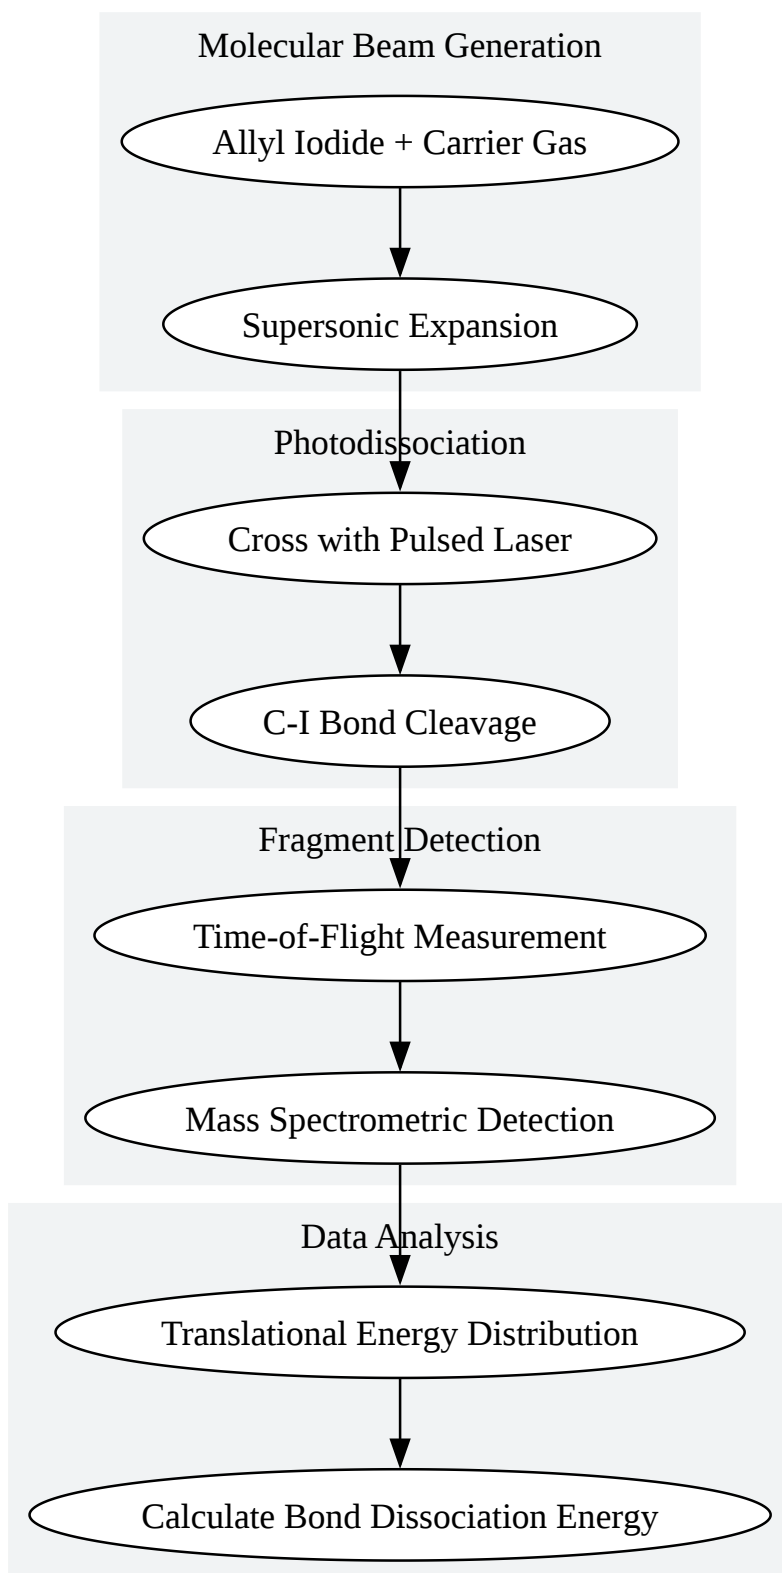 Molecular Beam Generation
Allyl Iodide + Carrier Gas
Supersonic Expansion
Photodissociation
Cross with Pulsed Laser
C-I Bond Cleavage
Fragment Detection
Time-of-Flight Measurement
Mass Spectrometric Detection
Data Analysis
Translational Energy Distribution
Calculate Bond Dissociation Energy